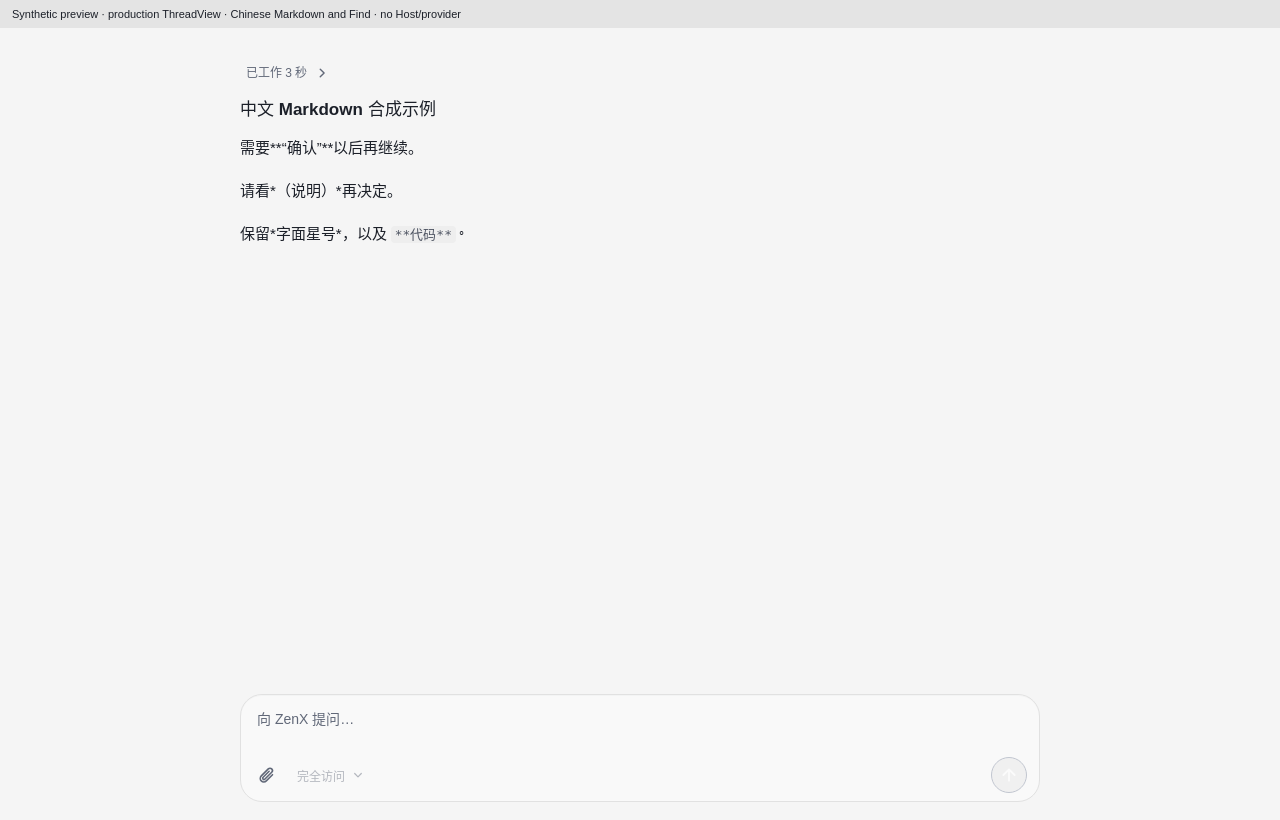 Synthetic preview · production ThreadView · Chinese Markdown and Find · no Host/provider
已工作 3 秒
中文 Markdown 合成示例
需要**“确认”**以后再继续。
请看*（说明）*再决定。
保留*字面星号*，以及 **代码** 。
向 ZenX 提问…
完全访问